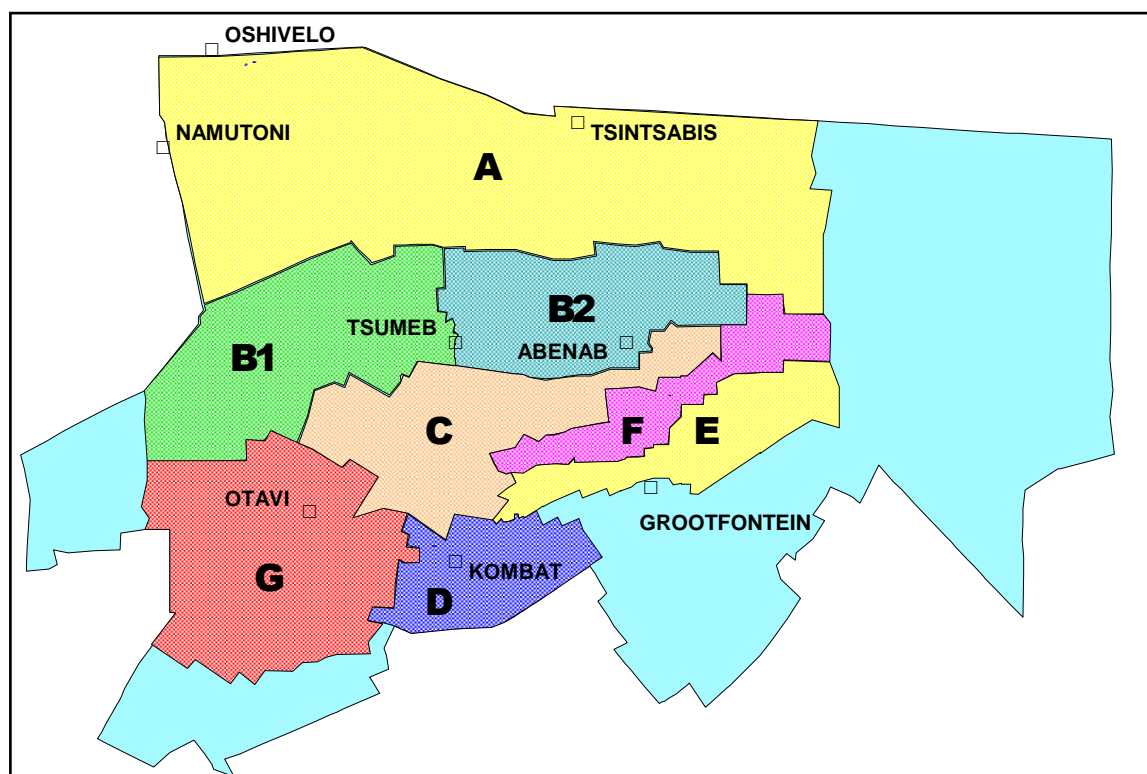 OSHIVELO
NAMUTONI
TSINTSABIS
A
B2
TSUMEB
ABENAB
B1
C
F
E
OTAVI
GROOTFONTEIN
G
KOMBAT
D